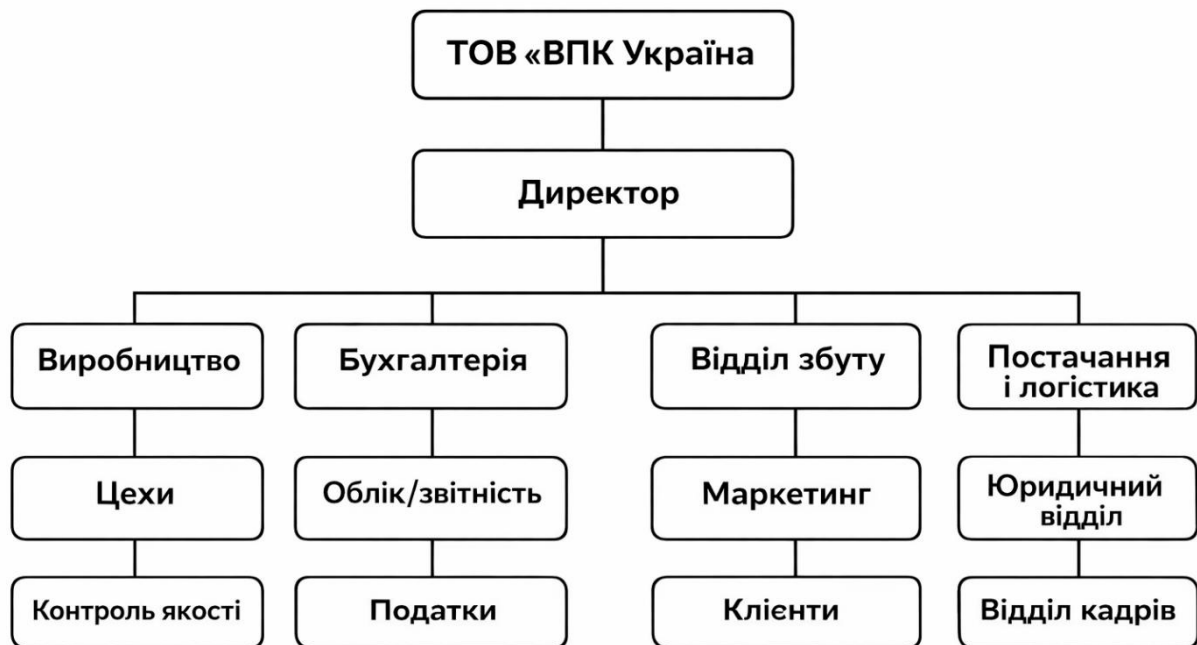 ТОВ «ВПК Україна
Директор
Виробництво
Бухгалтерія
Відділ збуту
Постачання
і логістика
Цехи
Облік/звітність
Маркетинг
Юридичний
відділ
Контроль якості
Податки
Клієнти
Відділ кадрів